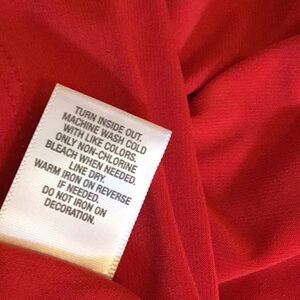 TURN INSIDE OUT.
MACHINE WASH COLD
WITH LIKE COLORS.
ONLY NON-CHLORINE
BLEACH WHEN NEEDED.
LINE DRY.
WARM IRON ON REVERSE
IF NEEDED.
DO NOT IRON ON
DECORATION.